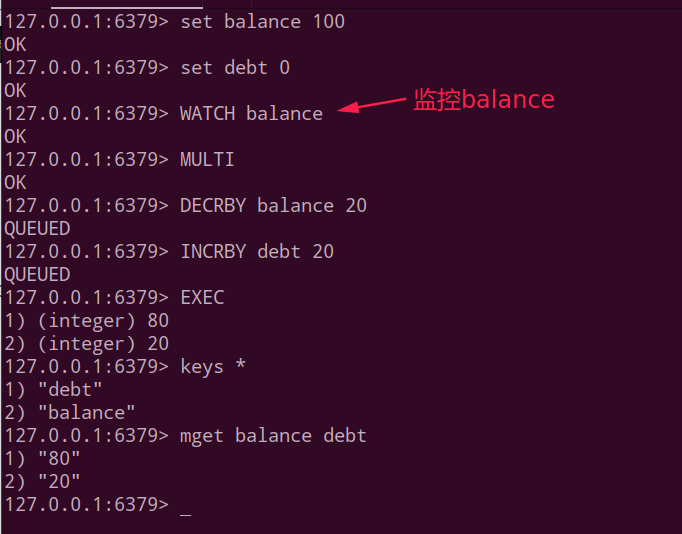 127.0.0.1:6379> set balance 100
OK
127.0.0.1:6379> set debt 0
OK
127.0.0.1:6379> WATCH balance 监控balance
OK
127.0.0.1:6379> MULTI
OK
127.0.0.1:6379> DECRBY balance 20
QUEUED
127.0.0.1:6379> INCRBY debt 20
QUEUED
127.0.0.1:6379> EXEC
1) (integer) 80
2) (integer) 20
127.0.0.1:6379> keys *
1) "debt"
2) "balance"
127.0.0.1:6379> mget balance debt
1) "80"
2) "20"
127.0.0.1:6379> _